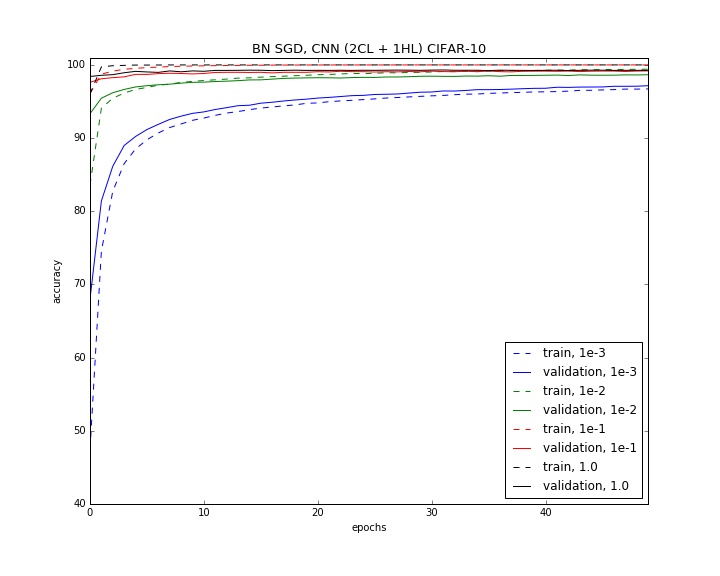 BN SGD, CNN (2CL + 1HL) CIFAR-10
100
90
80
70
60
50
40
accuracy
0
10
20
30
40
epochs
train, 1e-3
validation, 1e-3
train, 1e-2
validation, 1e-2
train, 1e-1
validation, 1e-1
train, 1.0
validation, 1.0